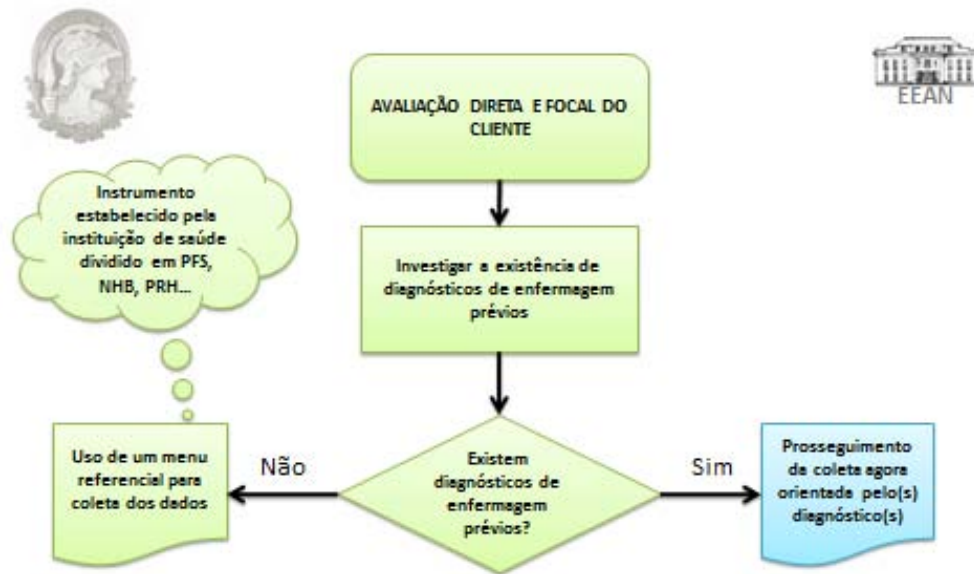 EEAN
AVALIAÇÃO DIRETA E FOCAL DO
CLIENTE
Instrumento
estabelecido pela
instituição de saúde
dividido em PFS,
NHB, PRH...
Investigar a existência de
diagnósticos de enfermagem
prévios
Uso de um menu
referencial para
coleta dos dados
Não
Existem
diagnósticos de
enfermagem
prévios?
Sim
Prosseguimento
da coleta agora
orientada pelo(s)
diagnóstico(s)